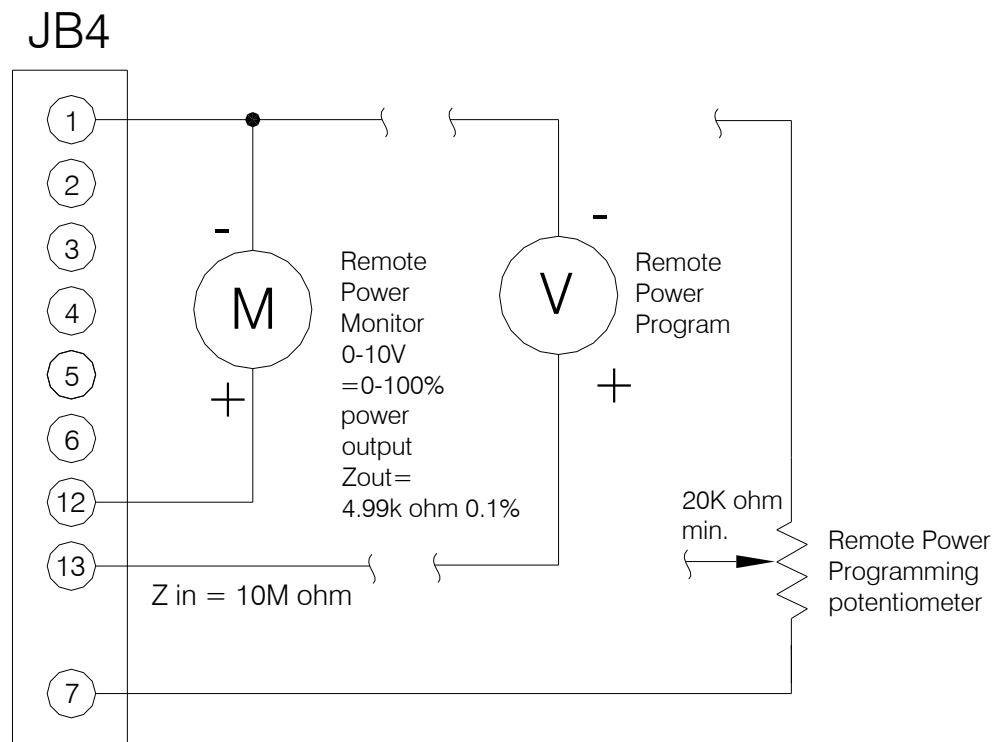 JB4
1
2
3
4
5
6
12
13
7
-
M
+
Remote
Power
Monitor
0-10V
=0-100%
power
output
Zout=
4.99k ohm 0.1%
-
V
+
Remote
Power
Program
Z in = 10M ohm
20K ohm
min.
Remote Power
Programming
potentiometer